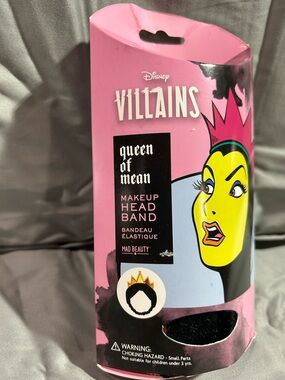 Disney
VILLAINS
queen
of
mean
MAKEUP
HEAD
BAND
BANDEAU
ÉLASTIQUE
MAD BEAUTY
WARNING:
CHOKING HAZARD - Small Parts
Not suitable for children under 3 yrs.